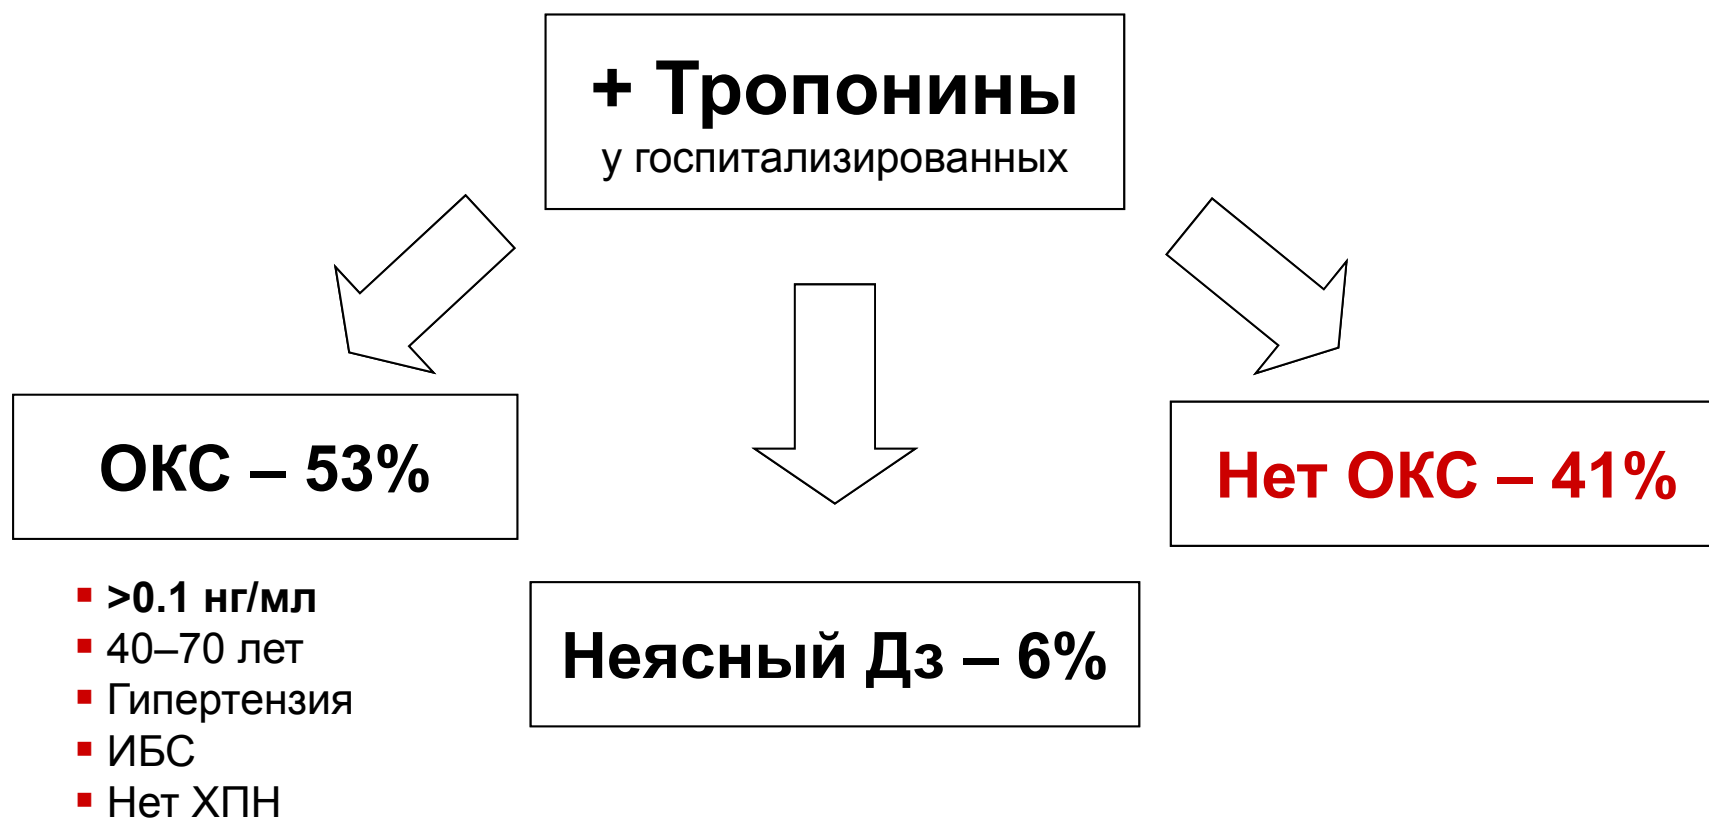 + Тропонины
у госпитализированных
ОКС – 53%
Нет ОКС – 41%
Неясный Дз – 6%
▪ >0.1 нг/мл
▪ 40–70 лет
▪ Гипертензия
▪ ИБС
▪ Нет ХПН